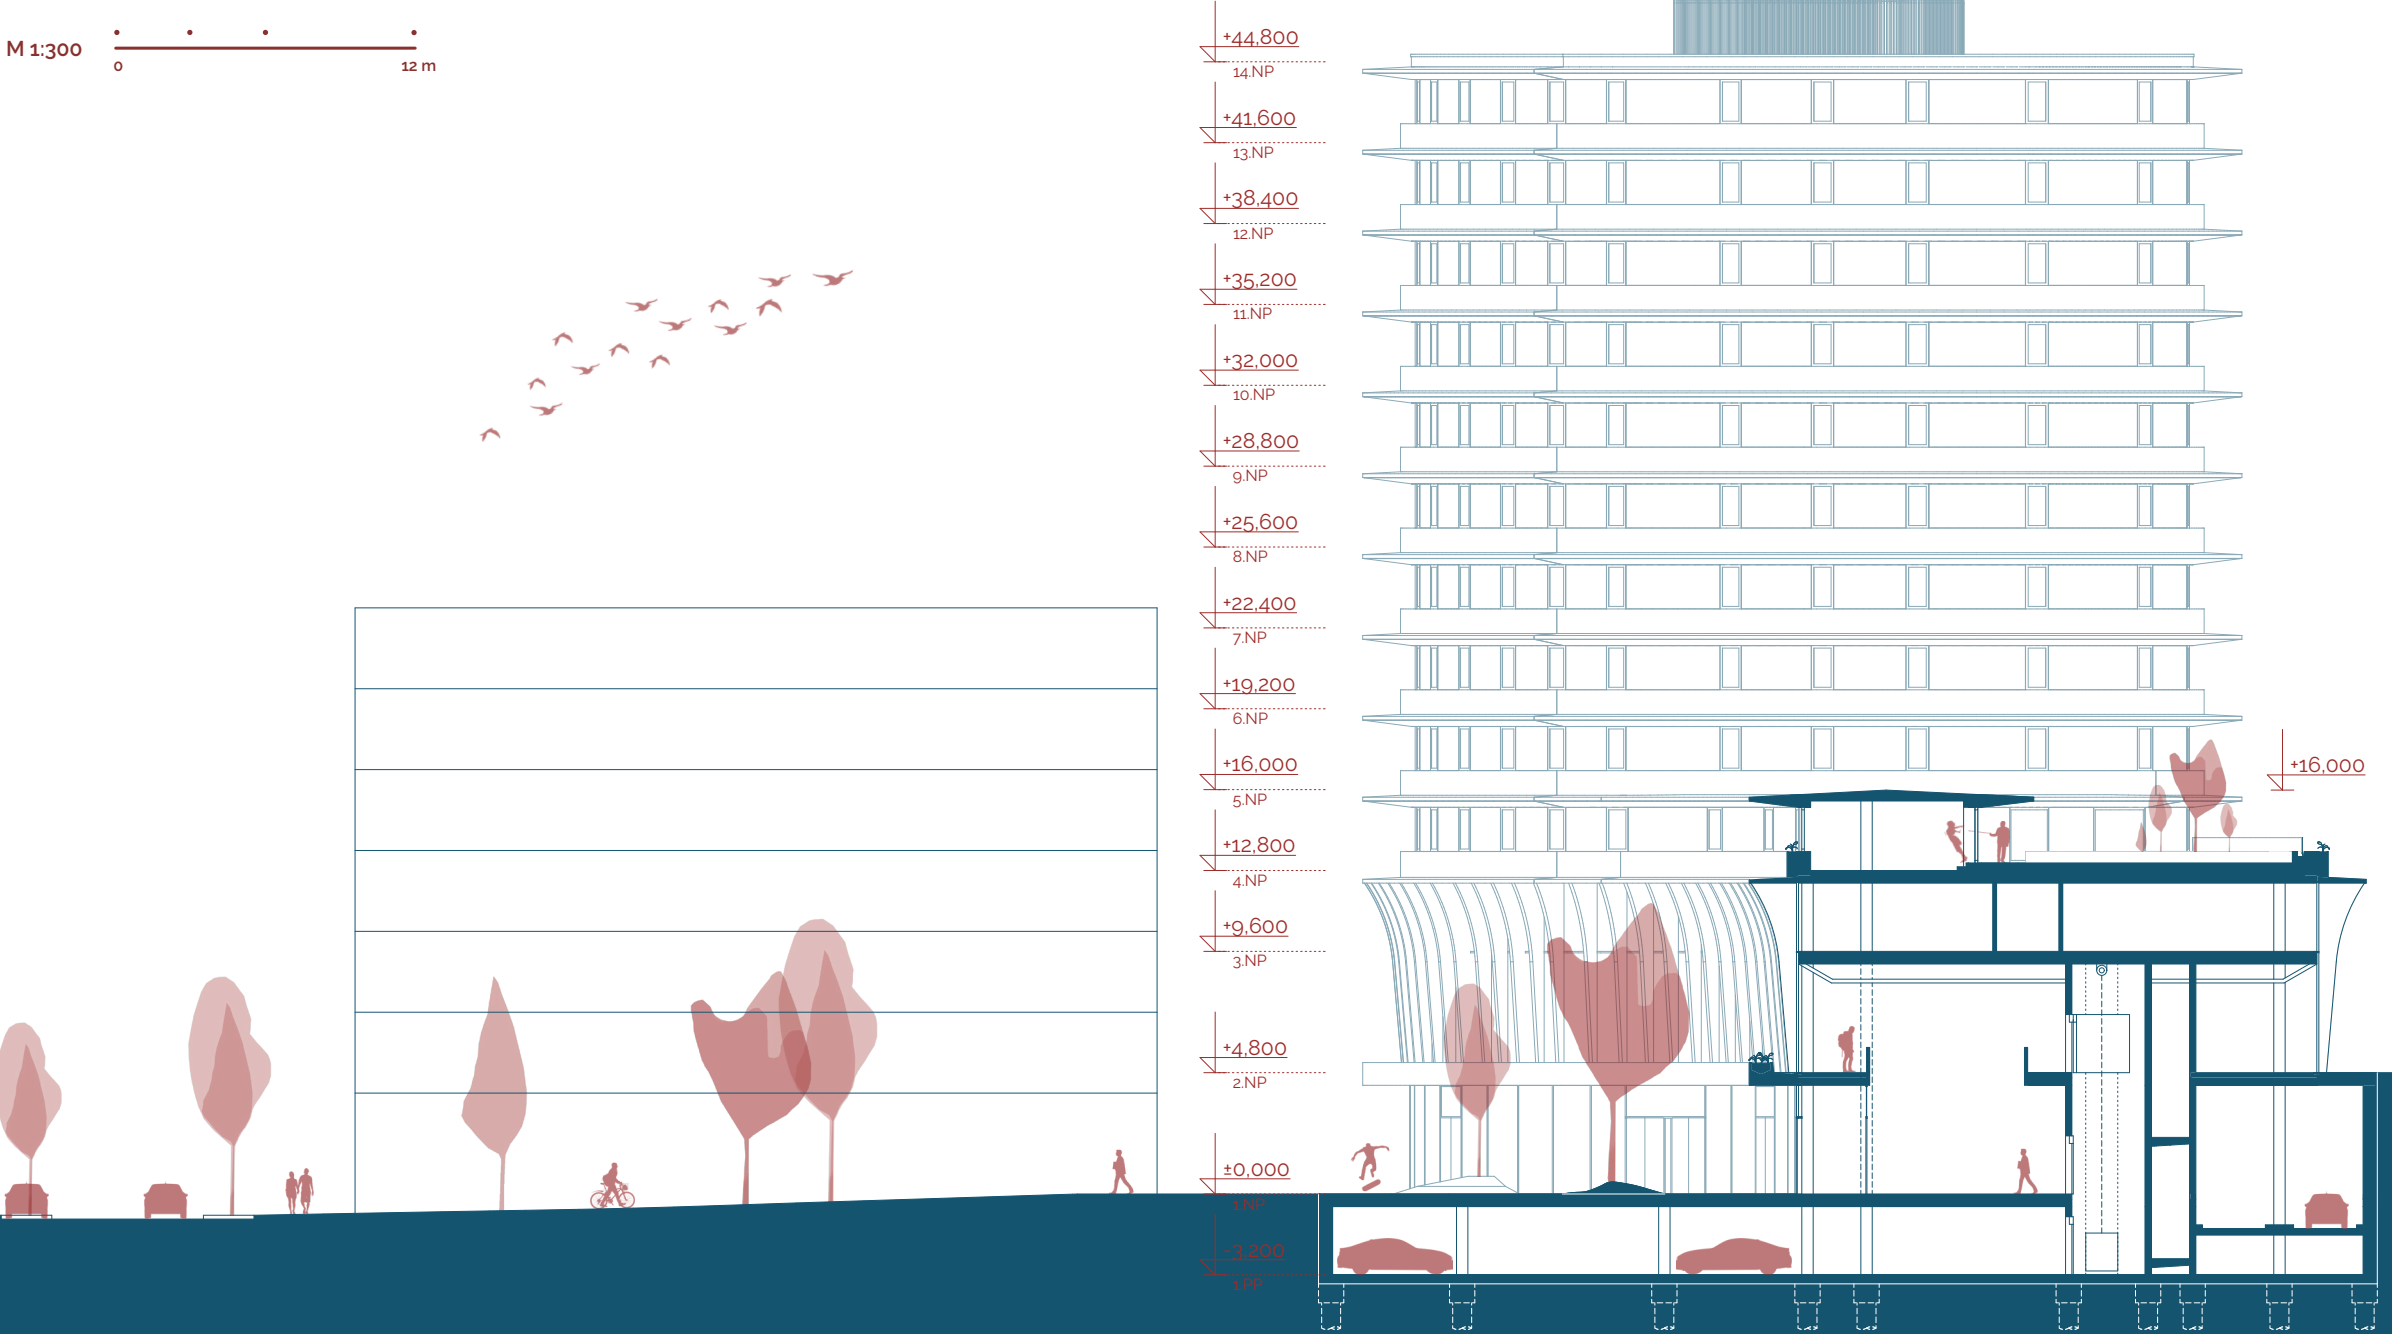 M 1:300
0 12 m
+44,800
14.NP
+41,600
13.NP
+38,400
12.NP
+35,200
11.NP
+32,000
10.NP
+28,800
9.NP
+25,600
8.NP
+22,400
7.NP
+19,200
6.NP
+16,000
5.NP
+16,000
+12,800
4.NP
+9,600
3.NP
+4,800
2.NP
±0,000
1.NP
-3,200
1.PP